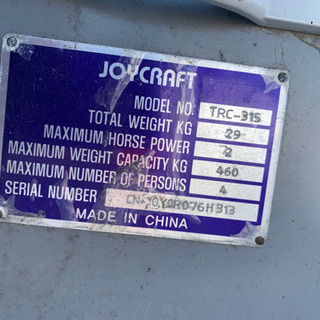 JOYCRAFT
MODEL NO. TRC-315
TOTAL WEIGHT KG 29
MAXIMUM HORSE POWER 2
MAXIMUM WEIGHT CAPACITY KG 460
MAXIMUM NUMBER OF PERSONS 4
SERIAL NUMBER
MADE IN CHINA